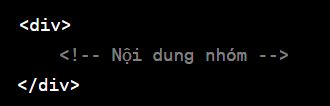 <div>
<!-- Nội dung nhóm -->
</div>